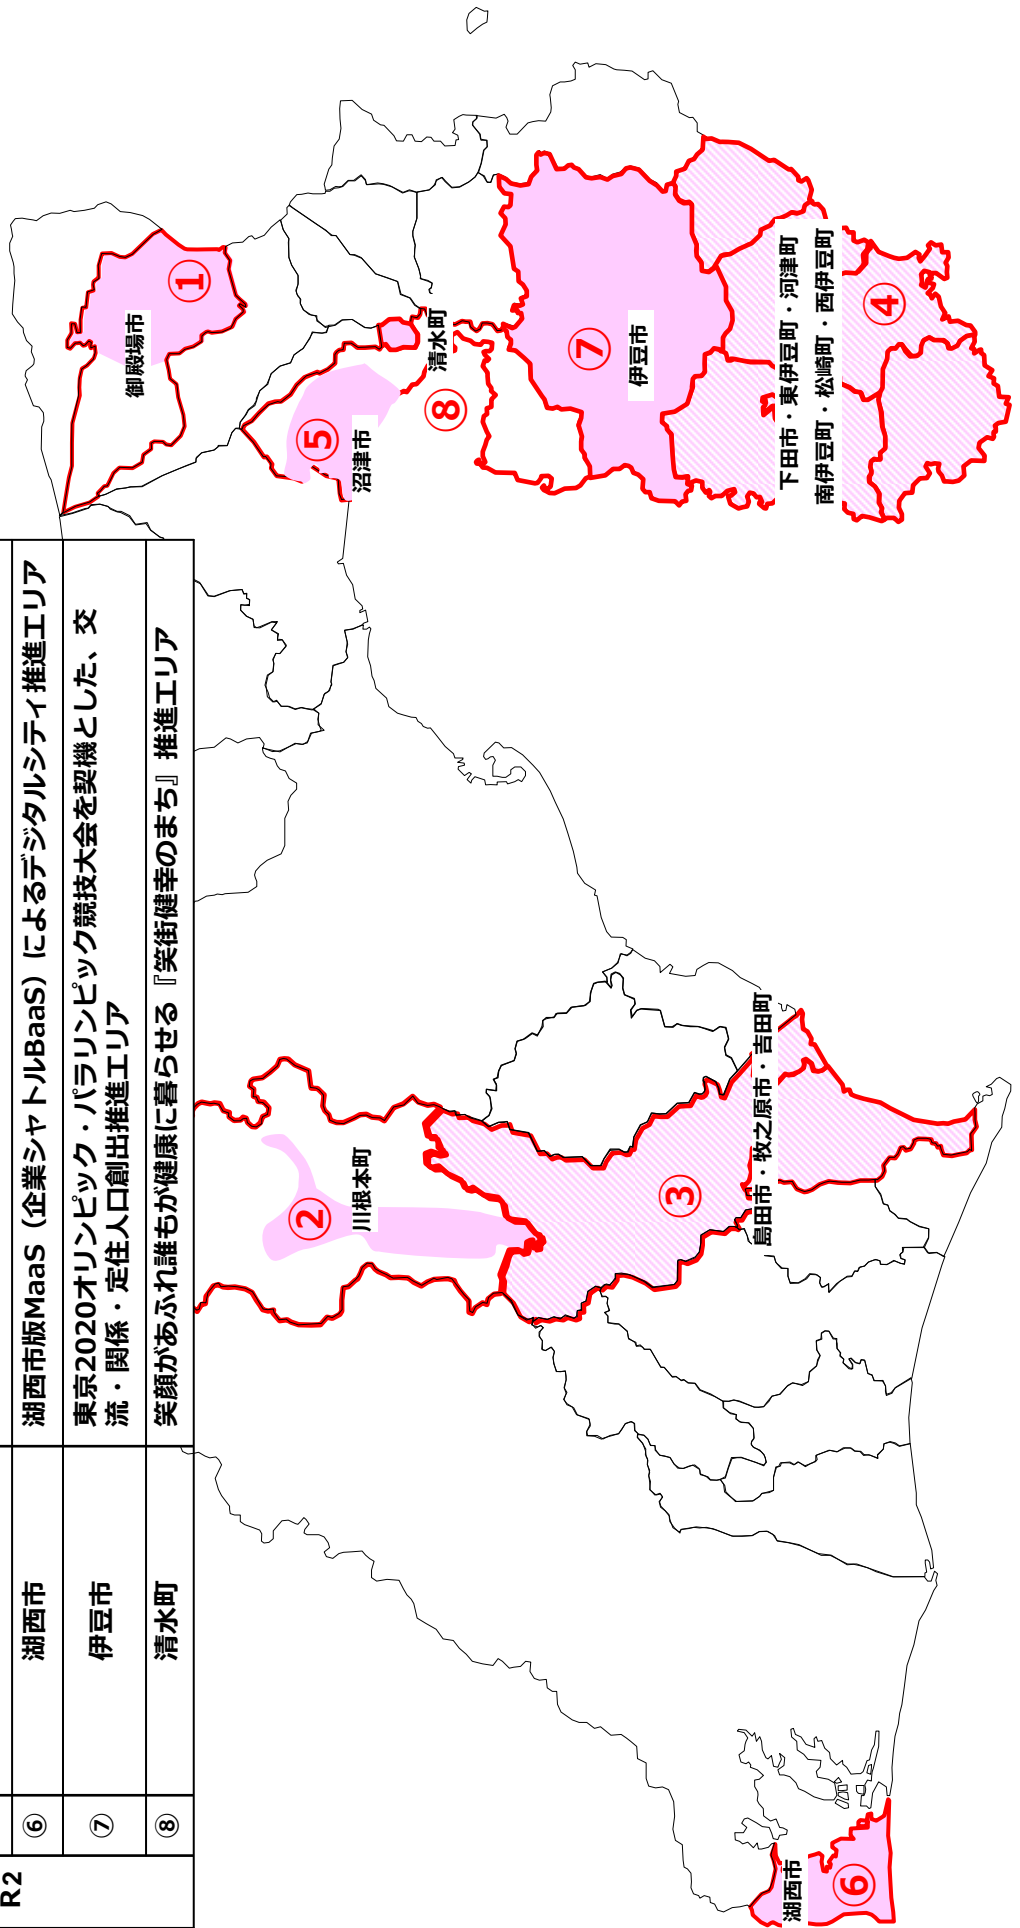 R2
⑥ 湖西市 湖西市版MaaS（企業シャトルBaaS）によるデジタルシティ推進エリア
⑦ 伊豆市 東京2020オリンピック・パラリンピック競技大会を契機とした、交
流・関係・定住人口創出推進エリア
⑧ 清水町 笑顔があふれ誰もが健康に暮らせる『笑街健幸のまち』推進エリア
①
御殿場市
②
川根本町
⑤
沼津市
清水町
⑧
⑦
伊豆市
③
島田市・牧之原市・吉田町
下田市・東伊豆町・河津町
南伊豆町・松崎町・西伊豆町
④
湖西市
⑥